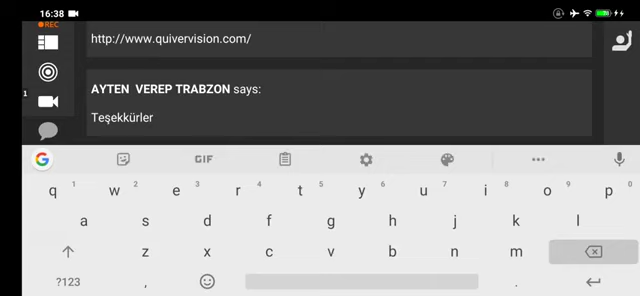 16:38
REC
http://www.quivervision.com/
1
AYTEN VEREP TRABZON says:
Teşekkürler
G GIF
q 1 w 2 e 3 r 4 t 5 y 6 u 7 i 8 o 9 p 0
a s d f g h j k l
z x c v b n m
?123 , .